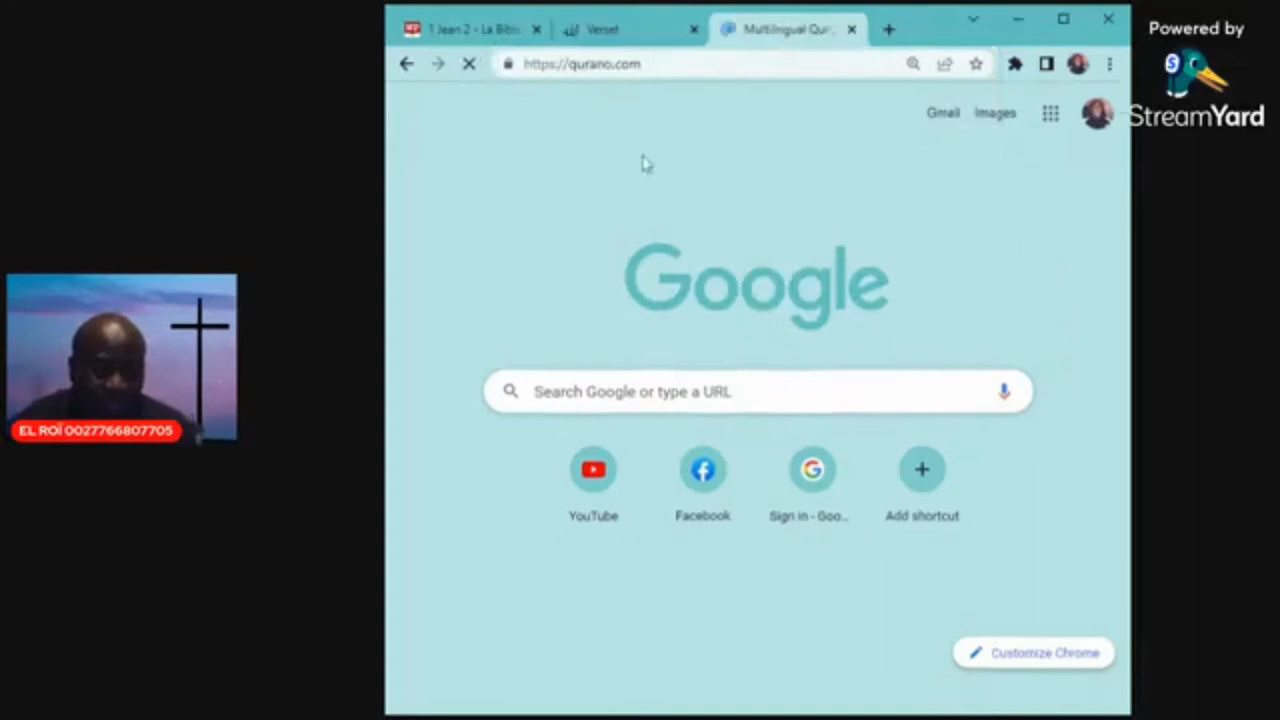 1 Jean 2 - La Bibl
Verset
Multilingual Qur
https://qurano.com
Powered by
StreamYard
Gmail
Images
Google
Search Google or type a URL
YouTube
Facebook
Sign in - Goo...
Add shortcut
EL ROÏ 0027766807705
Customize Chrome